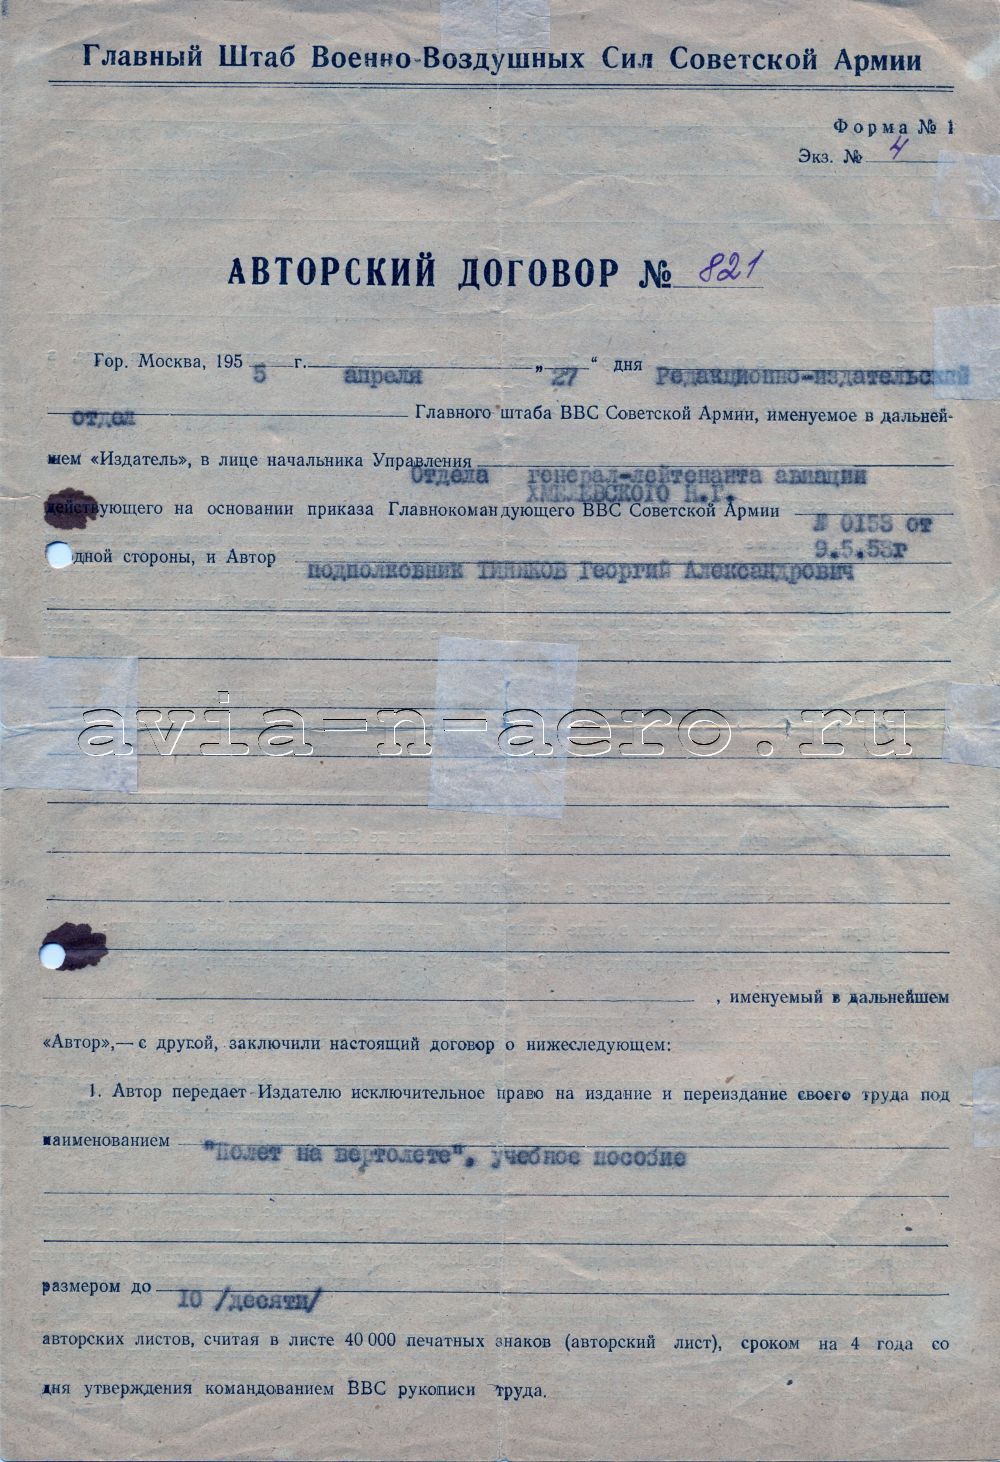 Главный Штаб Военно-Воздушных Сил Советской Армии
Форма № 1
Экз. № 4
АВТОРСКИЙ ДОГОВОР № 821
Гор. Москва, 195 5 г. апреля „ 27 “ дня Редакционно-издательский
отдел Главного штаба ВВС Советской Армии, именуемое в дальней-
шем «Издатель», в лице начальника Управления
Отдела генерал-лейтенанта авиации
ХМЕЛЕВСКОГО Н.Г.
действующего на основании приказа Главнокомандующего ВВС Советской Армии
№ 0153 от
9.5.53г
одной стороны, и Автор
подполковник ТИНЯКОВ Георгий Александрович
avia-n-aero.ru
, именуемый в дальнейшем
«Автор»,— с другой, заключили настоящий договор о нижеследующем:
1. Автор передает Издателю исключительное право на издание и переиздание своего труда под
наименованием "Полет на вертолете", учебное пособие
размером до 10 /десяти/
авторских листов, считая в листе 40 000 печатных знаков (авторский лист), сроком на 4 года со
дня утверждения командованием ВВС рукописи труда.